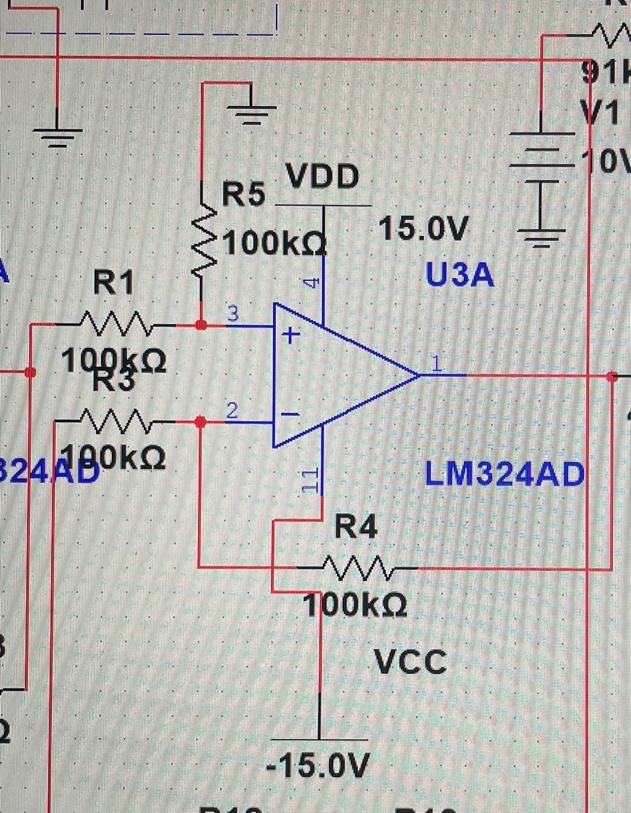 91k
V1
10V
VDD
R5
100kΩ
15.0V
4
U3A
R1
3
+
100kΩ
1
R3
2
−
100kΩ
324AD
11
LM324AD
R4
100kΩ
VCC
-15.0V